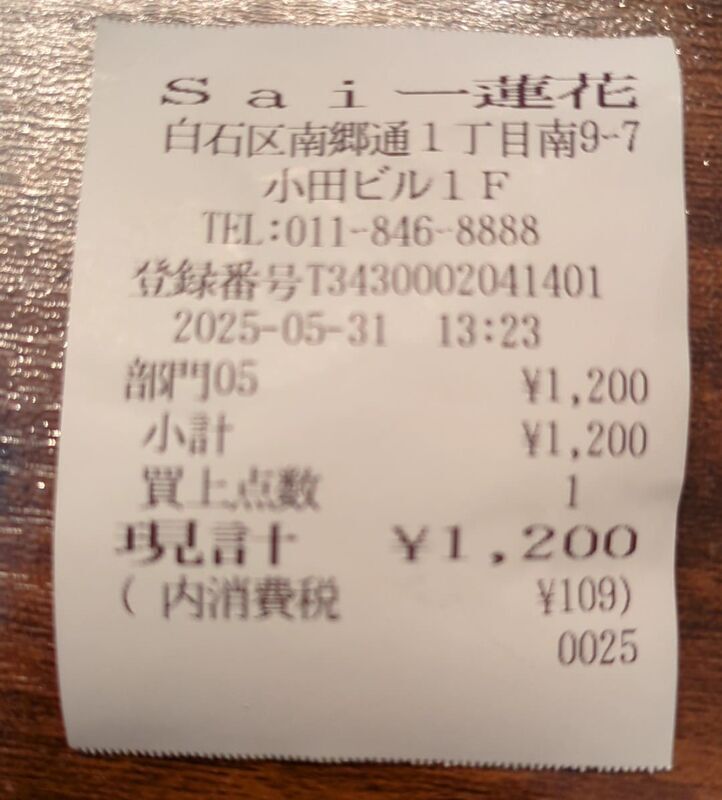 Sai一蓮花
白石区南郷通1丁目南9-7
小田ビル1F
TEL:011-846-8888
登録番号T3430002041401
2025-05-31 13:23
部門05 ¥1,200
小計 ¥1,200
買上点数 1
現計 ¥1,200
( 内消費税 ¥109)
0025